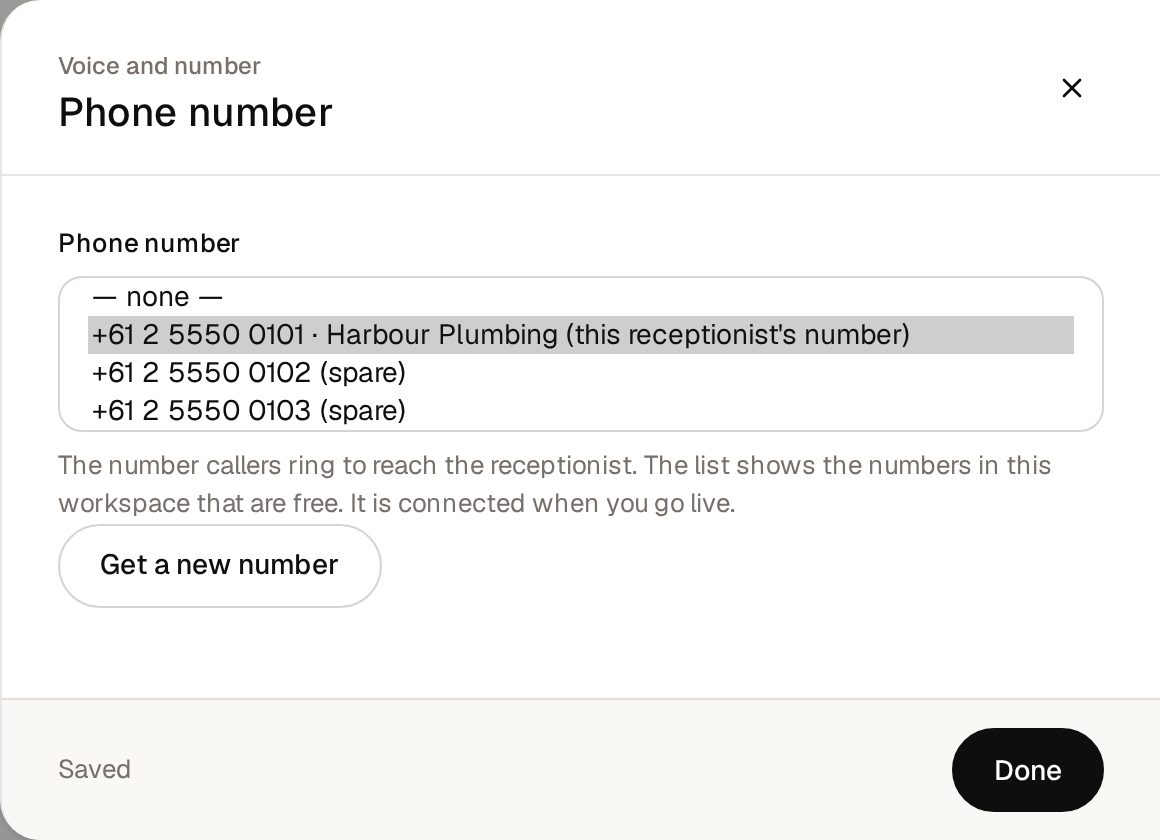 Voice and number
Phone number
Phone number
— none —
+61 2 5550 0101 · Harbour Plumbing (this receptionist's number)
+61 2 5550 0102 (spare)
+61 2 5550 0103 (spare)
The number callers ring to reach the receptionist. The list shows the numbers in this
workspace that are free. It is connected when you go live.
Get a new number
Saved
Done